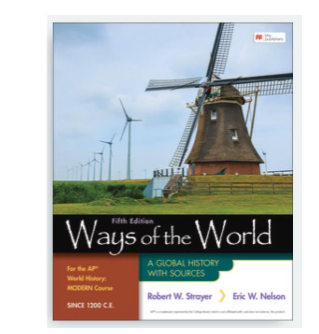 Fifth Edition
Ways of the World
A GLOBAL HISTORY
WITH SOURCES
For the AP®
World History:
MODERN Course
SINCE 1200 C.E.
Robert W. Strayer › Eric W. Nelson